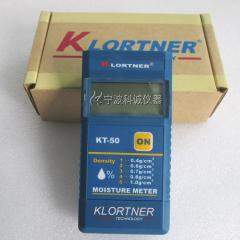 KLORTNER
TECHNOLOGY
KLORTNER
宁波科诚仪器
KT-50
ON
Density
1 0.4g/cm³
2 0.6g/cm³
3 0.7g/cm³
4 0.8g/cm³
5 1.0g/cm³
%
MOISTURE METER
KLORTNER
TECHNOLOGY